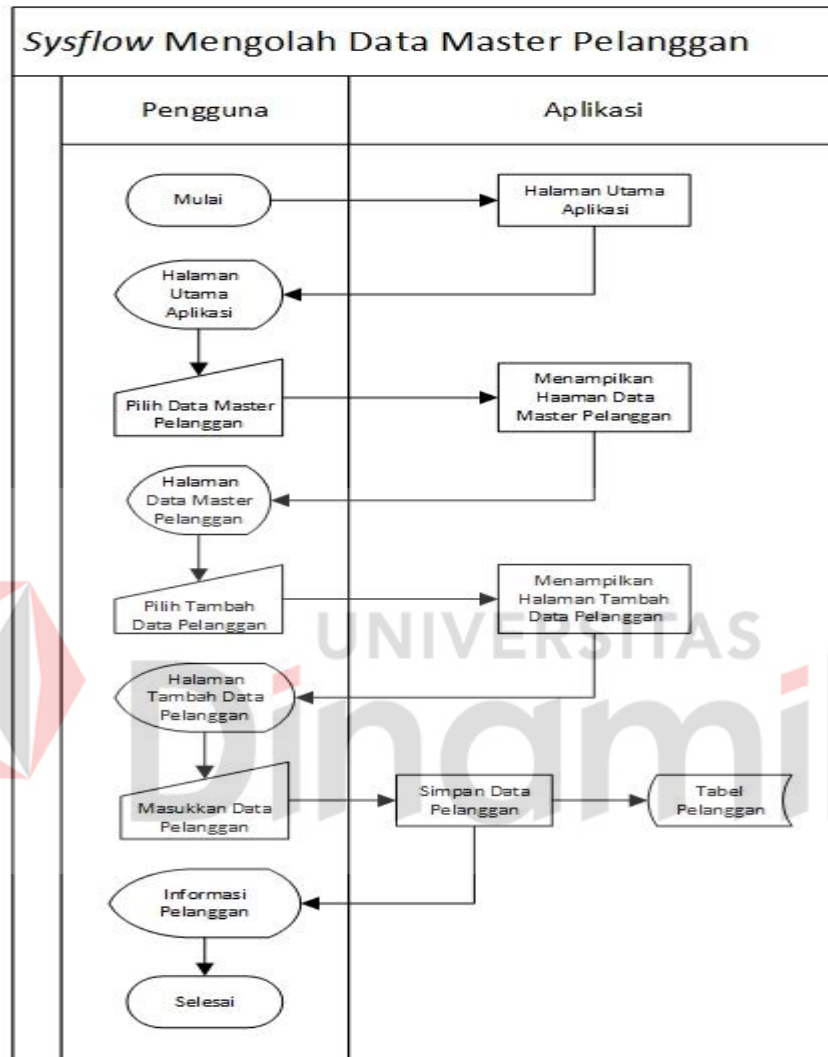 Sysflow Mengolah Data Master Pelanggan
Pengguna
Aplikasi
Mulai
Halaman Utama
Aplikasi
Halaman
Utama
Aplikasi
Pilih Data Master
Pelanggan
Menampilkan
Haaman Data
Master Pelanggan
Halaman
Data Master
Pelanggan
Pilih Tambah
Data Pelanggan
Menampilkan
Halaman Tambah
Data Pelanggan
UNIVERSITAS
Dinami
Halaman
Tambah Data
Pelanggan
Masukkan Data
Pelanggan
Simpan Data
Pelanggan
Tabel
Pelanggan
Informasi
Pelanggan
Selesai